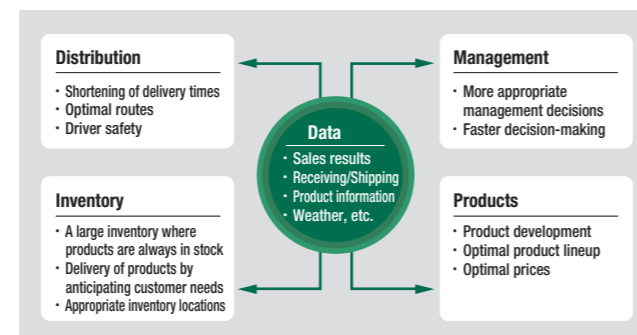 Distribution
・Shortening of delivery times
・Optimal routes
・Driver safety
Management
・More appropriate
management decisions
・Faster decision-making
Data
・Sales results
・Receiving/Shipping
・Product information
・Weather, etc.
Inventory
・A large inventory where
products are always in stock
・Delivery of products by
anticipating customer needs
・Appropriate inventory locations
Products
・Product development
・Optimal product lineup
・Optimal prices